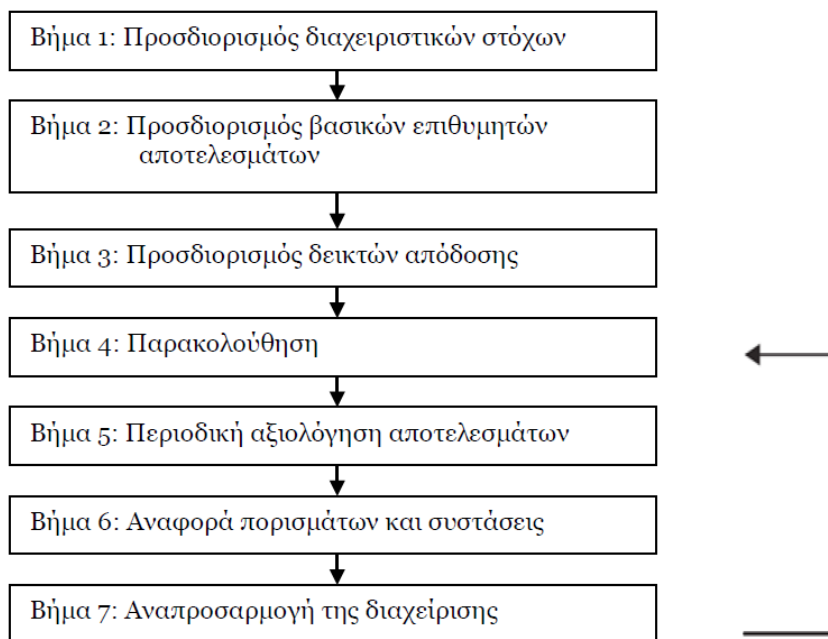 Βήμα 1: Προσδιορισμός διαχειριστικών στόχων
Βήμα 2: Προσδιορισμός βασικών επιθυμητών
αποτελεσμάτων
Βήμα 3: Προσδιορισμός δεικτών απόδοσης
Βήμα 4: Παρακολούθηση
Βήμα 5: Περιοδική αξιολόγηση αποτελεσμάτων
Βήμα 6: Αναφορά πορισμάτων και συστάσεις
Βήμα 7: Αναπροσαρμογή της διαχείρισης